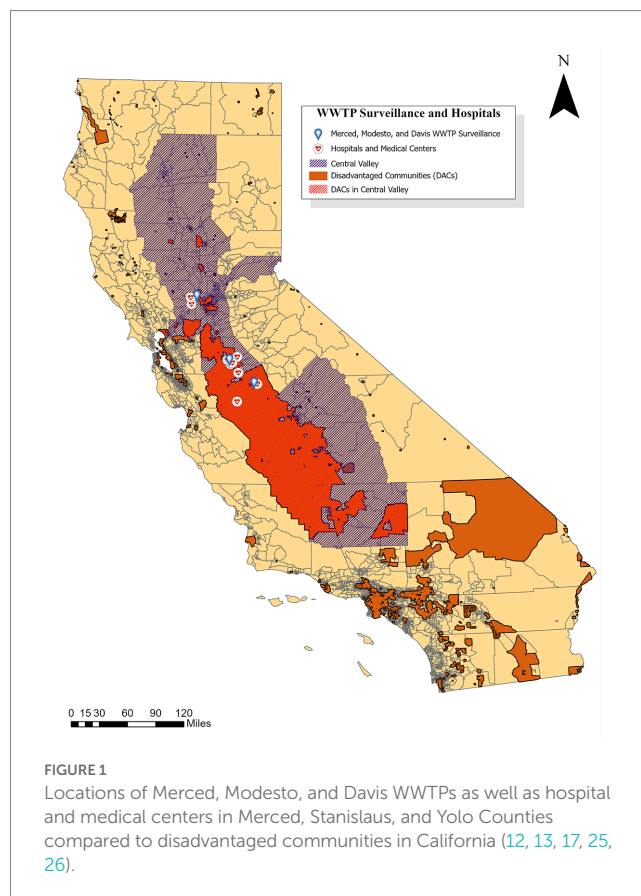 N
WWTP Surveillance and Hospitals
Merced, Modesto, and Davis WWTP Surveillance
Hospitals and Medical Centers
Central Valley
Disadvantaged Communities (DACs)
DACs in Central Valley
0 15 30 60 90 120
Miles
FIGURE 1
Locations of Merced, Modesto, and Davis WWTPs as well as hospital
and medical centers in Merced, Stanislaus, and Yolo Counties
compared to disadvantaged communities in California (12, 13, 17, 25,
26).